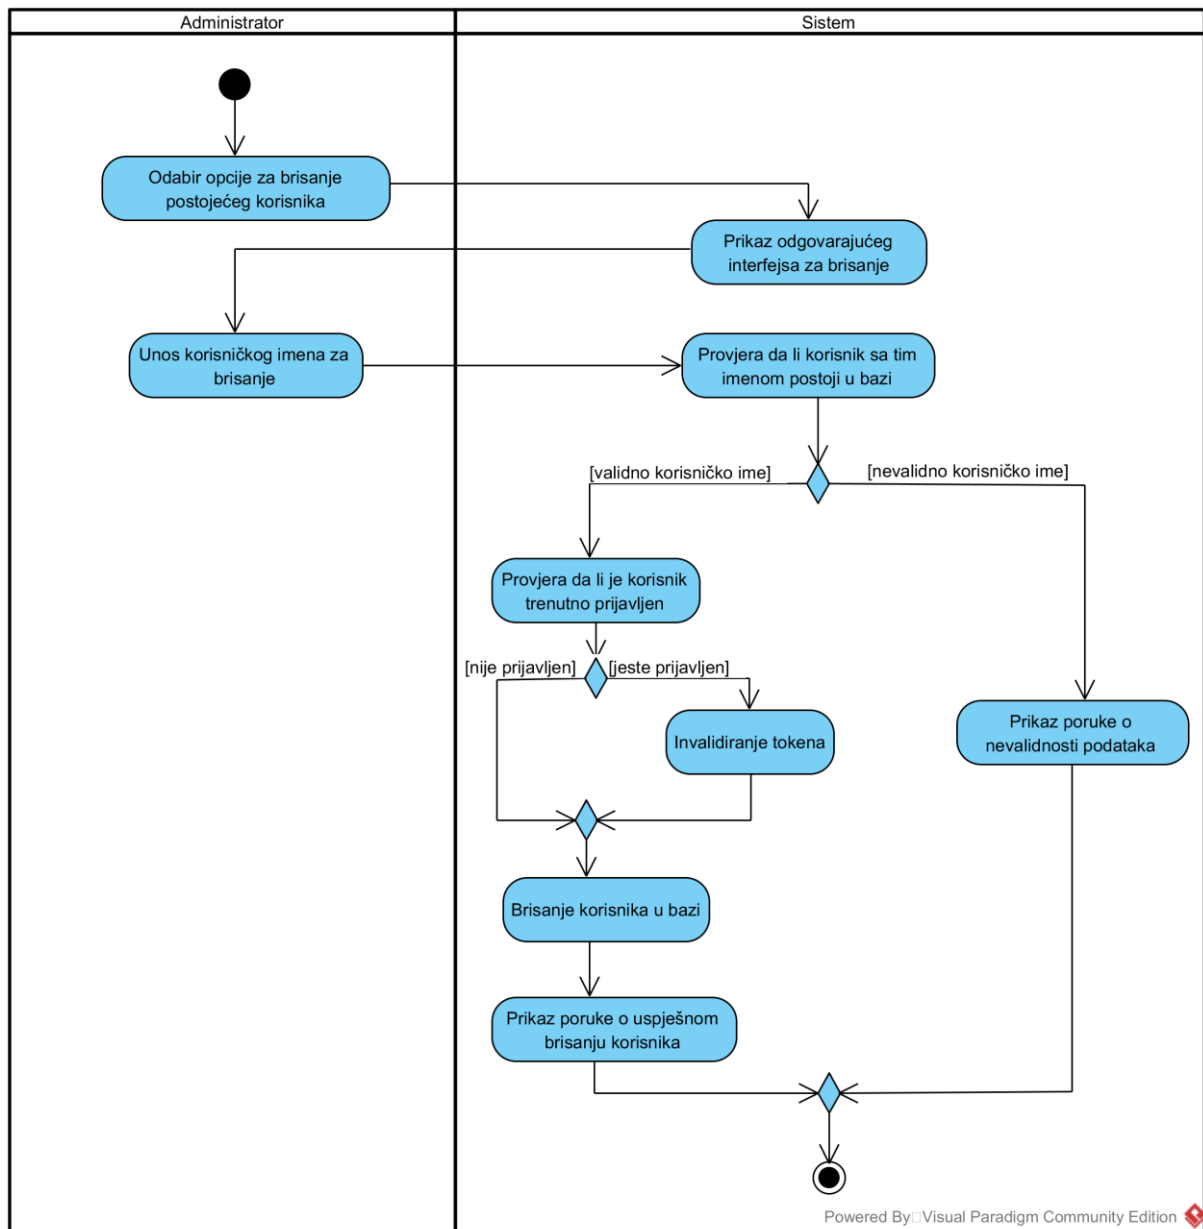 Administrator
Sistem
Odabir opcije za brisanje
postojećeg korisnika
Prikaz odgovarajućeg
interfejsa za brisanje
Unos korisničkog imena za
brisanje
Provjera da li korisnik sa tim
imenom postoji u bazi
[validno korisničko ime]
[nevalidno korisničko ime]
Provjera da li je korisnik
trenutno prijavljen
[nije prijavljen]
[jeste prijavljen]
Invalidiranje tokena
Prikaz poruke o
nevalidnosti podataka
Brisanje korisnika u bazi
Prikaz poruke o uspješnom
brisanju korisnika
Powered By□Visual Paradigm Community Edition